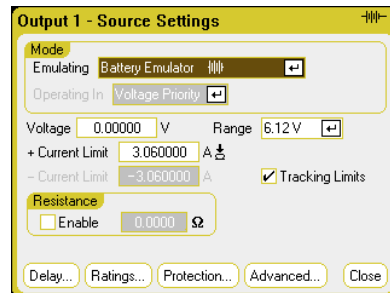 Output 1 - Source Settings
Mode
Emulating Battery Emulator
Operating In Voltage Priority
Voltage 0.00000 V Range 6.12 V
+ Current Limit 3.060000 A
- Current Limit -3.060000 A Tracking Limits
Resistance
Enable 0.0000 Ω
Delay... Ratings... Protection... Advanced... Close